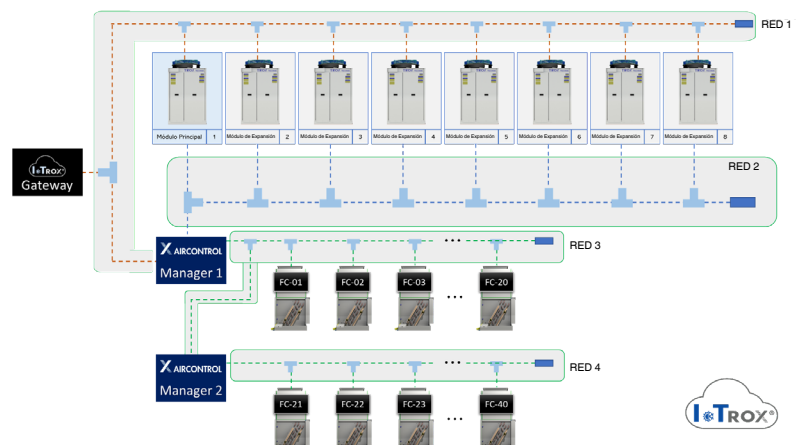 RED 1
Módulo Principal 1
Módulo de Expansión 2
Módulo de Expansión 3
Módulo de Expansión 4
Módulo de Expansión 5
Módulo de Expansión 6
Módulo de Expansión 7
Módulo de Expansión 8
RED 2
IoTROX®
Gateway
X AIRCONTROL
Manager 1
RED 3
FC-01
FC-02
FC-03
...
FC-20
...
X AIRCONTROL
Manager 2
RED 4
FC-21
FC-22
FC-23
...
FC-40
...
IoTROX®